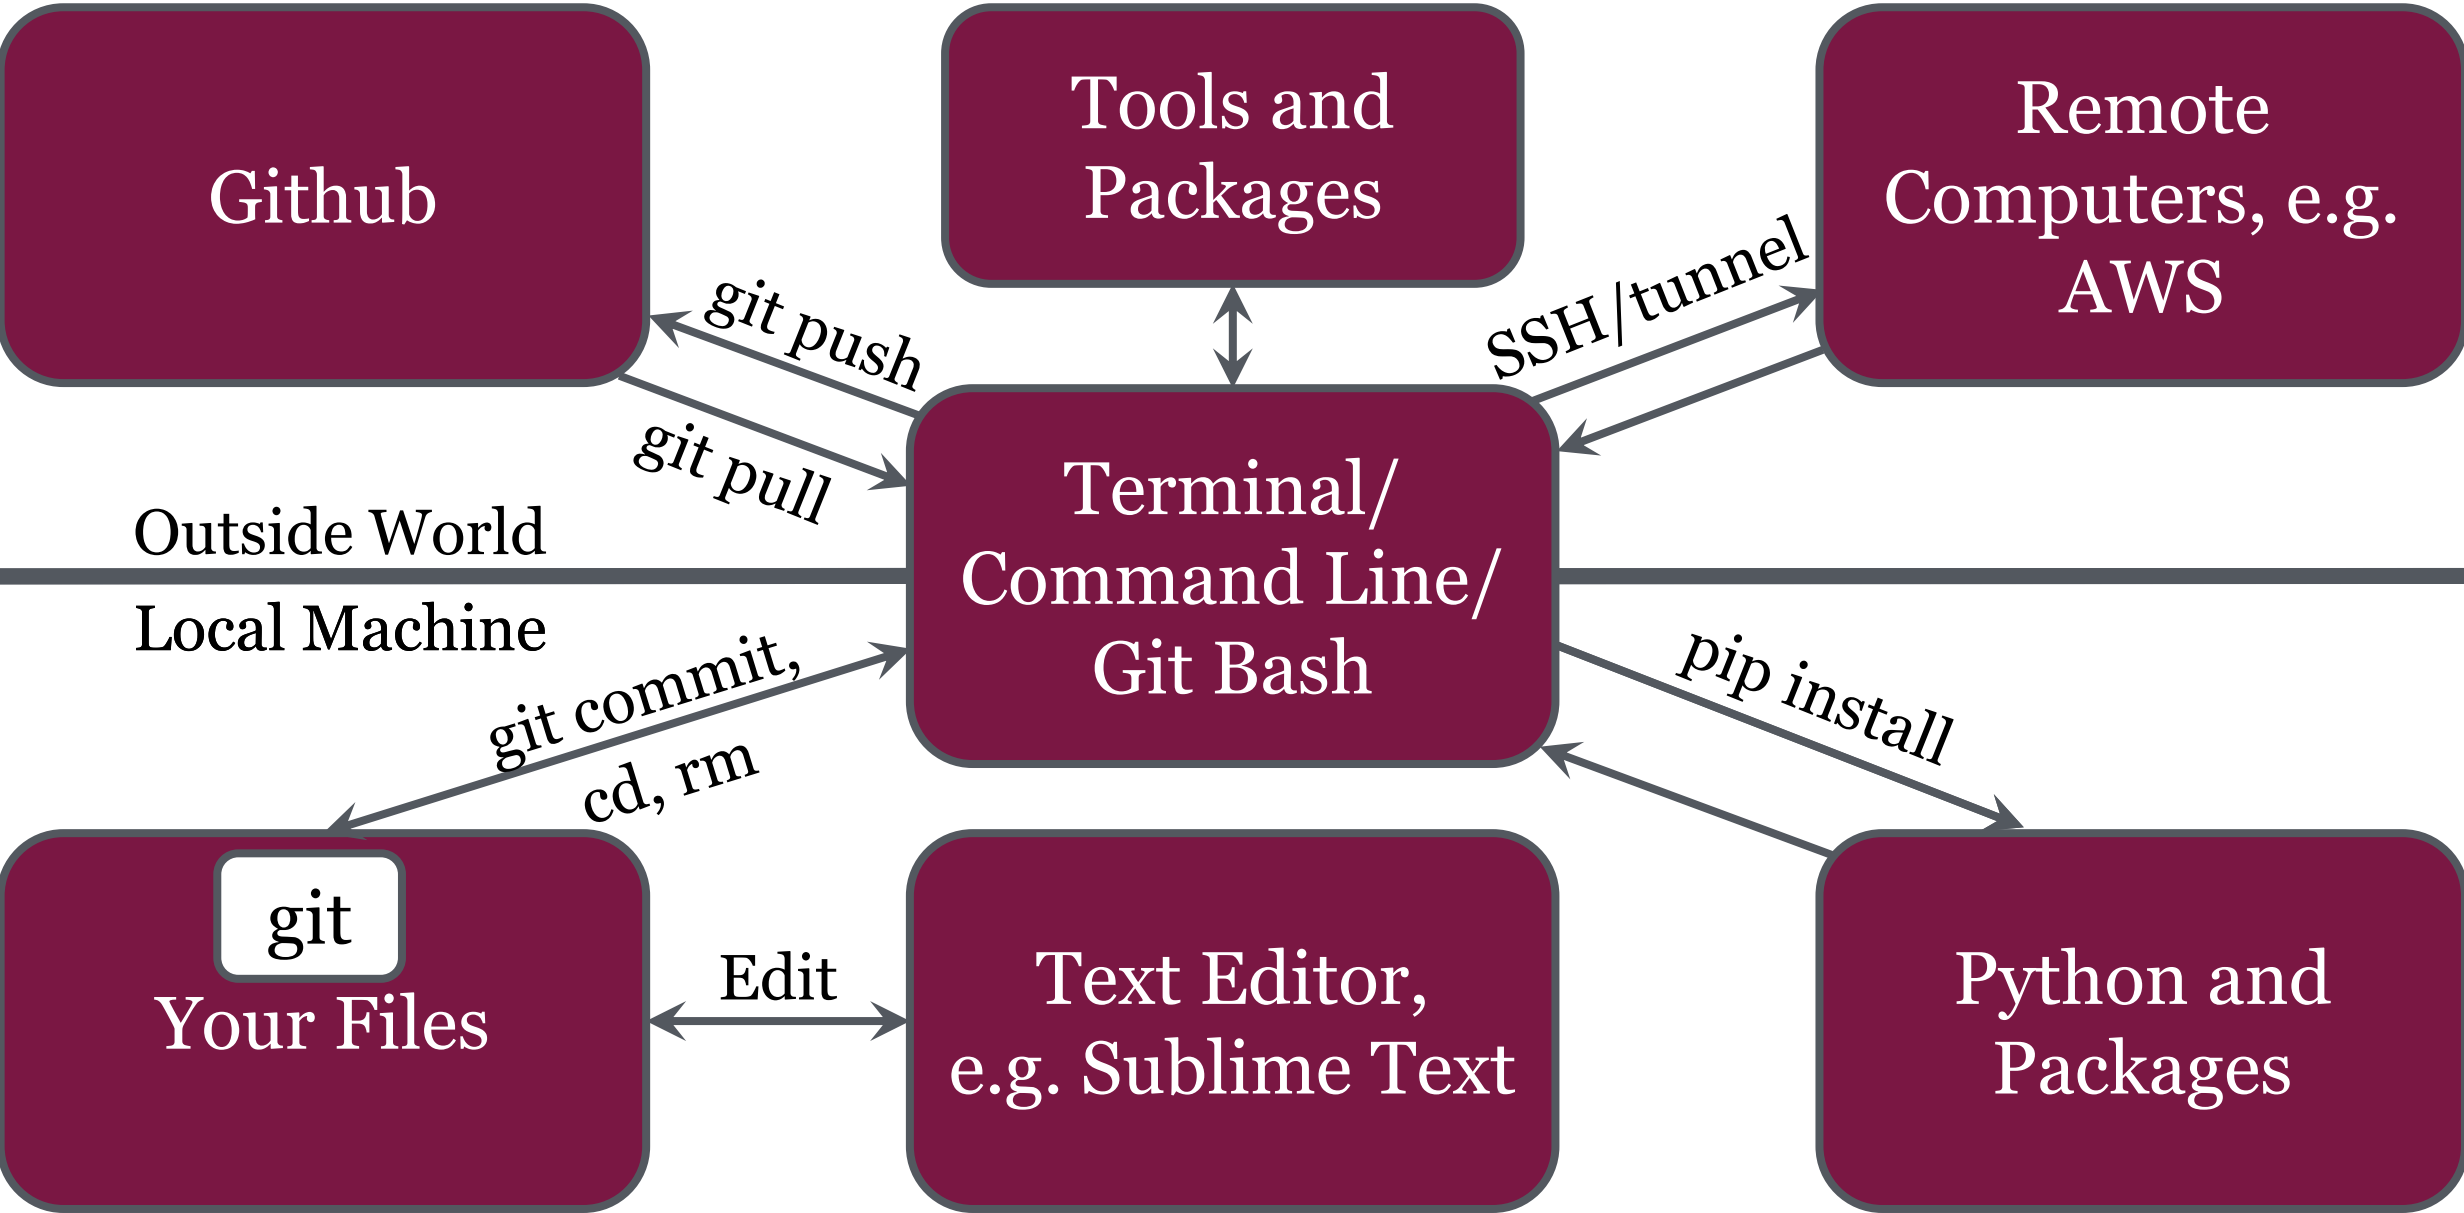 Github
Tools and
Packages
Remote
Computers, e.g.
AWS
git push
git pull
SSH/tunnel
Outside World
Local Machine
Terminal/
Command Line/
Git Bash
git commit,
cd, rm
pip install
git
Your Files
Edit
Text Editor,
e.g. Sublime Text
Python and
Packages